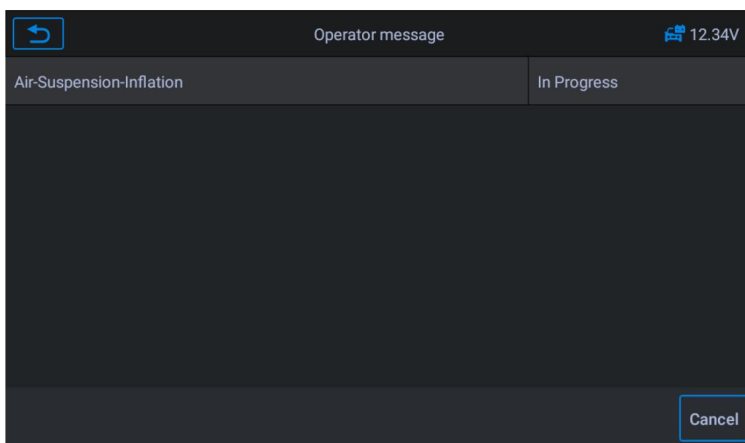 Operator message
12.34V
Air-Suspension-Inflation
In Progress
Cancel